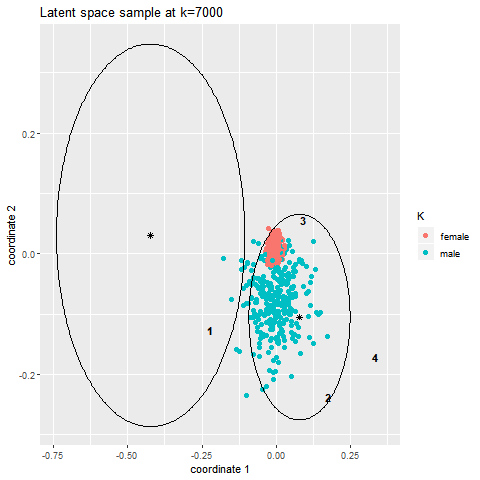 Latent space sample at k=7000
coordinate 2
0.2
0.0
-0.2
3
1
4
2
-0.75
-0.50
-0.25
0.00
0.25
coordinate 1
K
female
male